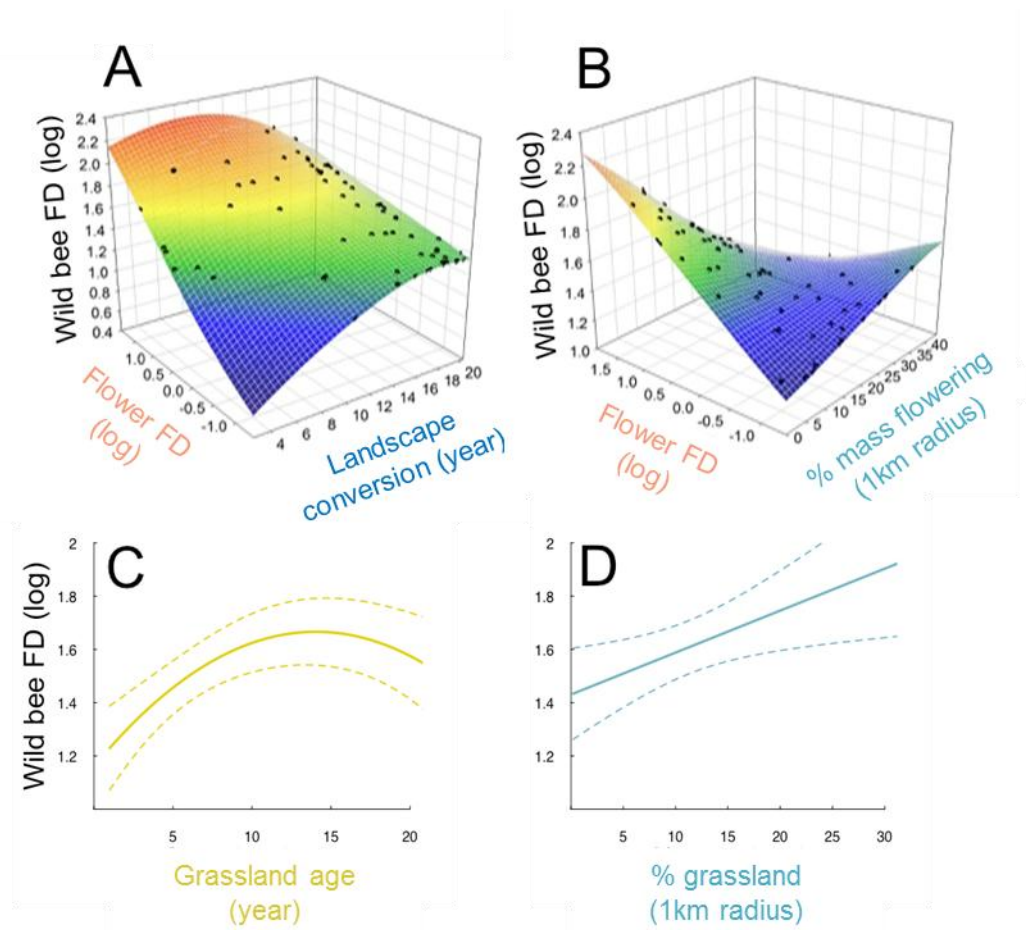 A
B
Wild bee FD (log)
2.4
2.2
2.0
1.8
1.6
1.4
1.2
1.0
0.8
0.6
0.4
1.0
0.5
0.0
-0.5
-1.0
4 6 8 10 12 14 16 18 20
Flower FD
(log)
Landscape
conversion (year)
Wild bee FD (log)
2.4
2.2
2.0
1.8
1.6
1.4
1.2
1.0
1.5
1.0
0.5
0.0
-0.5
-1.0
0 5 10 15 20 25 30 35 40
Flower FD
(log)
% mass flowering
(1km radius)
C
Wild bee FD (log)
2
1.8
1.6
1.4
1.2
5 10 15 20
Grassland age
(year)
D
2
1.8
1.6
1.4
1.2
5 10 15 20 25 30
% grassland
(1km radius)